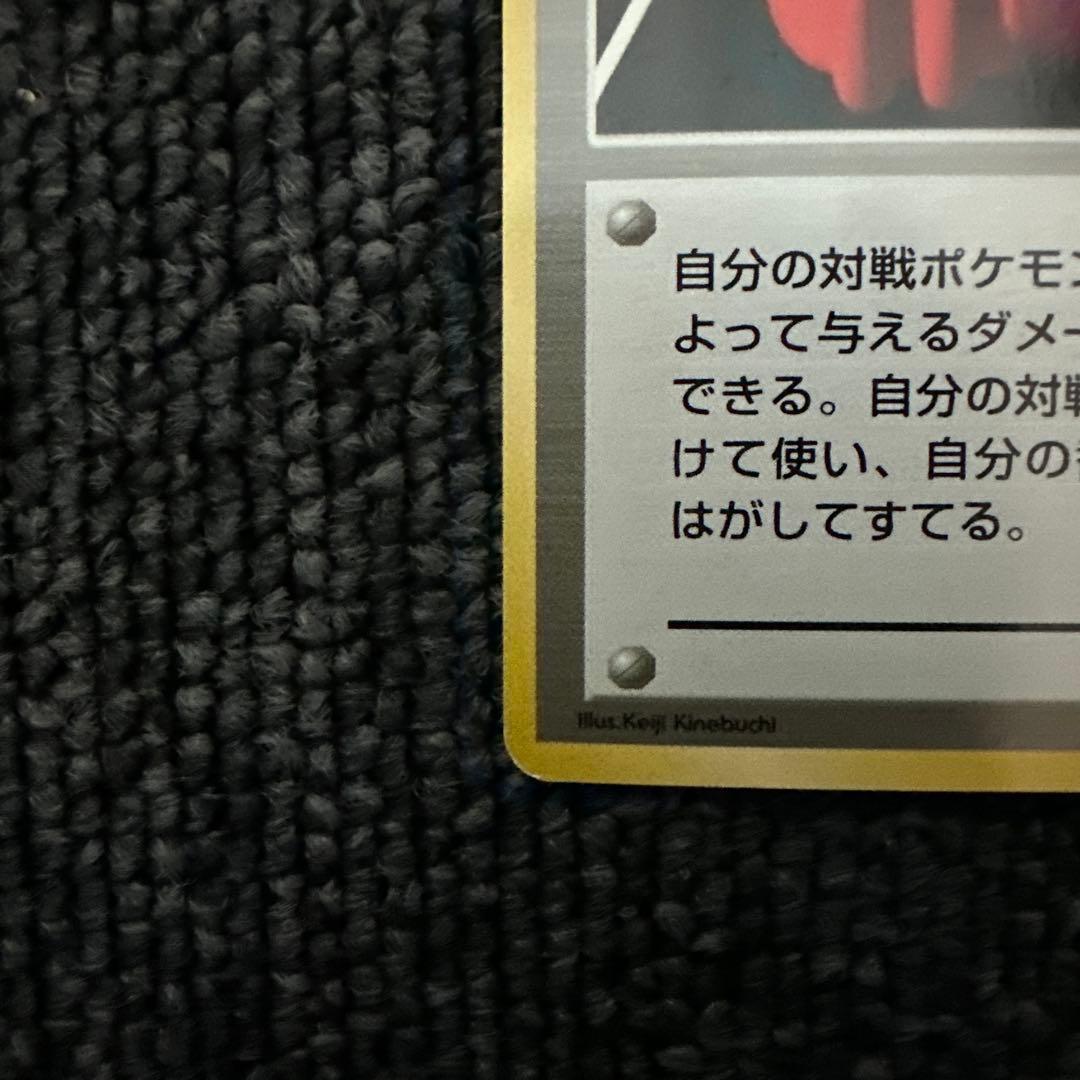 自分の対戦ポケモン
よって与えるダメー
できる。自分の対戦
けて使い、自分の
はがしてすてる。
Illus. Keiji Kinebuchi